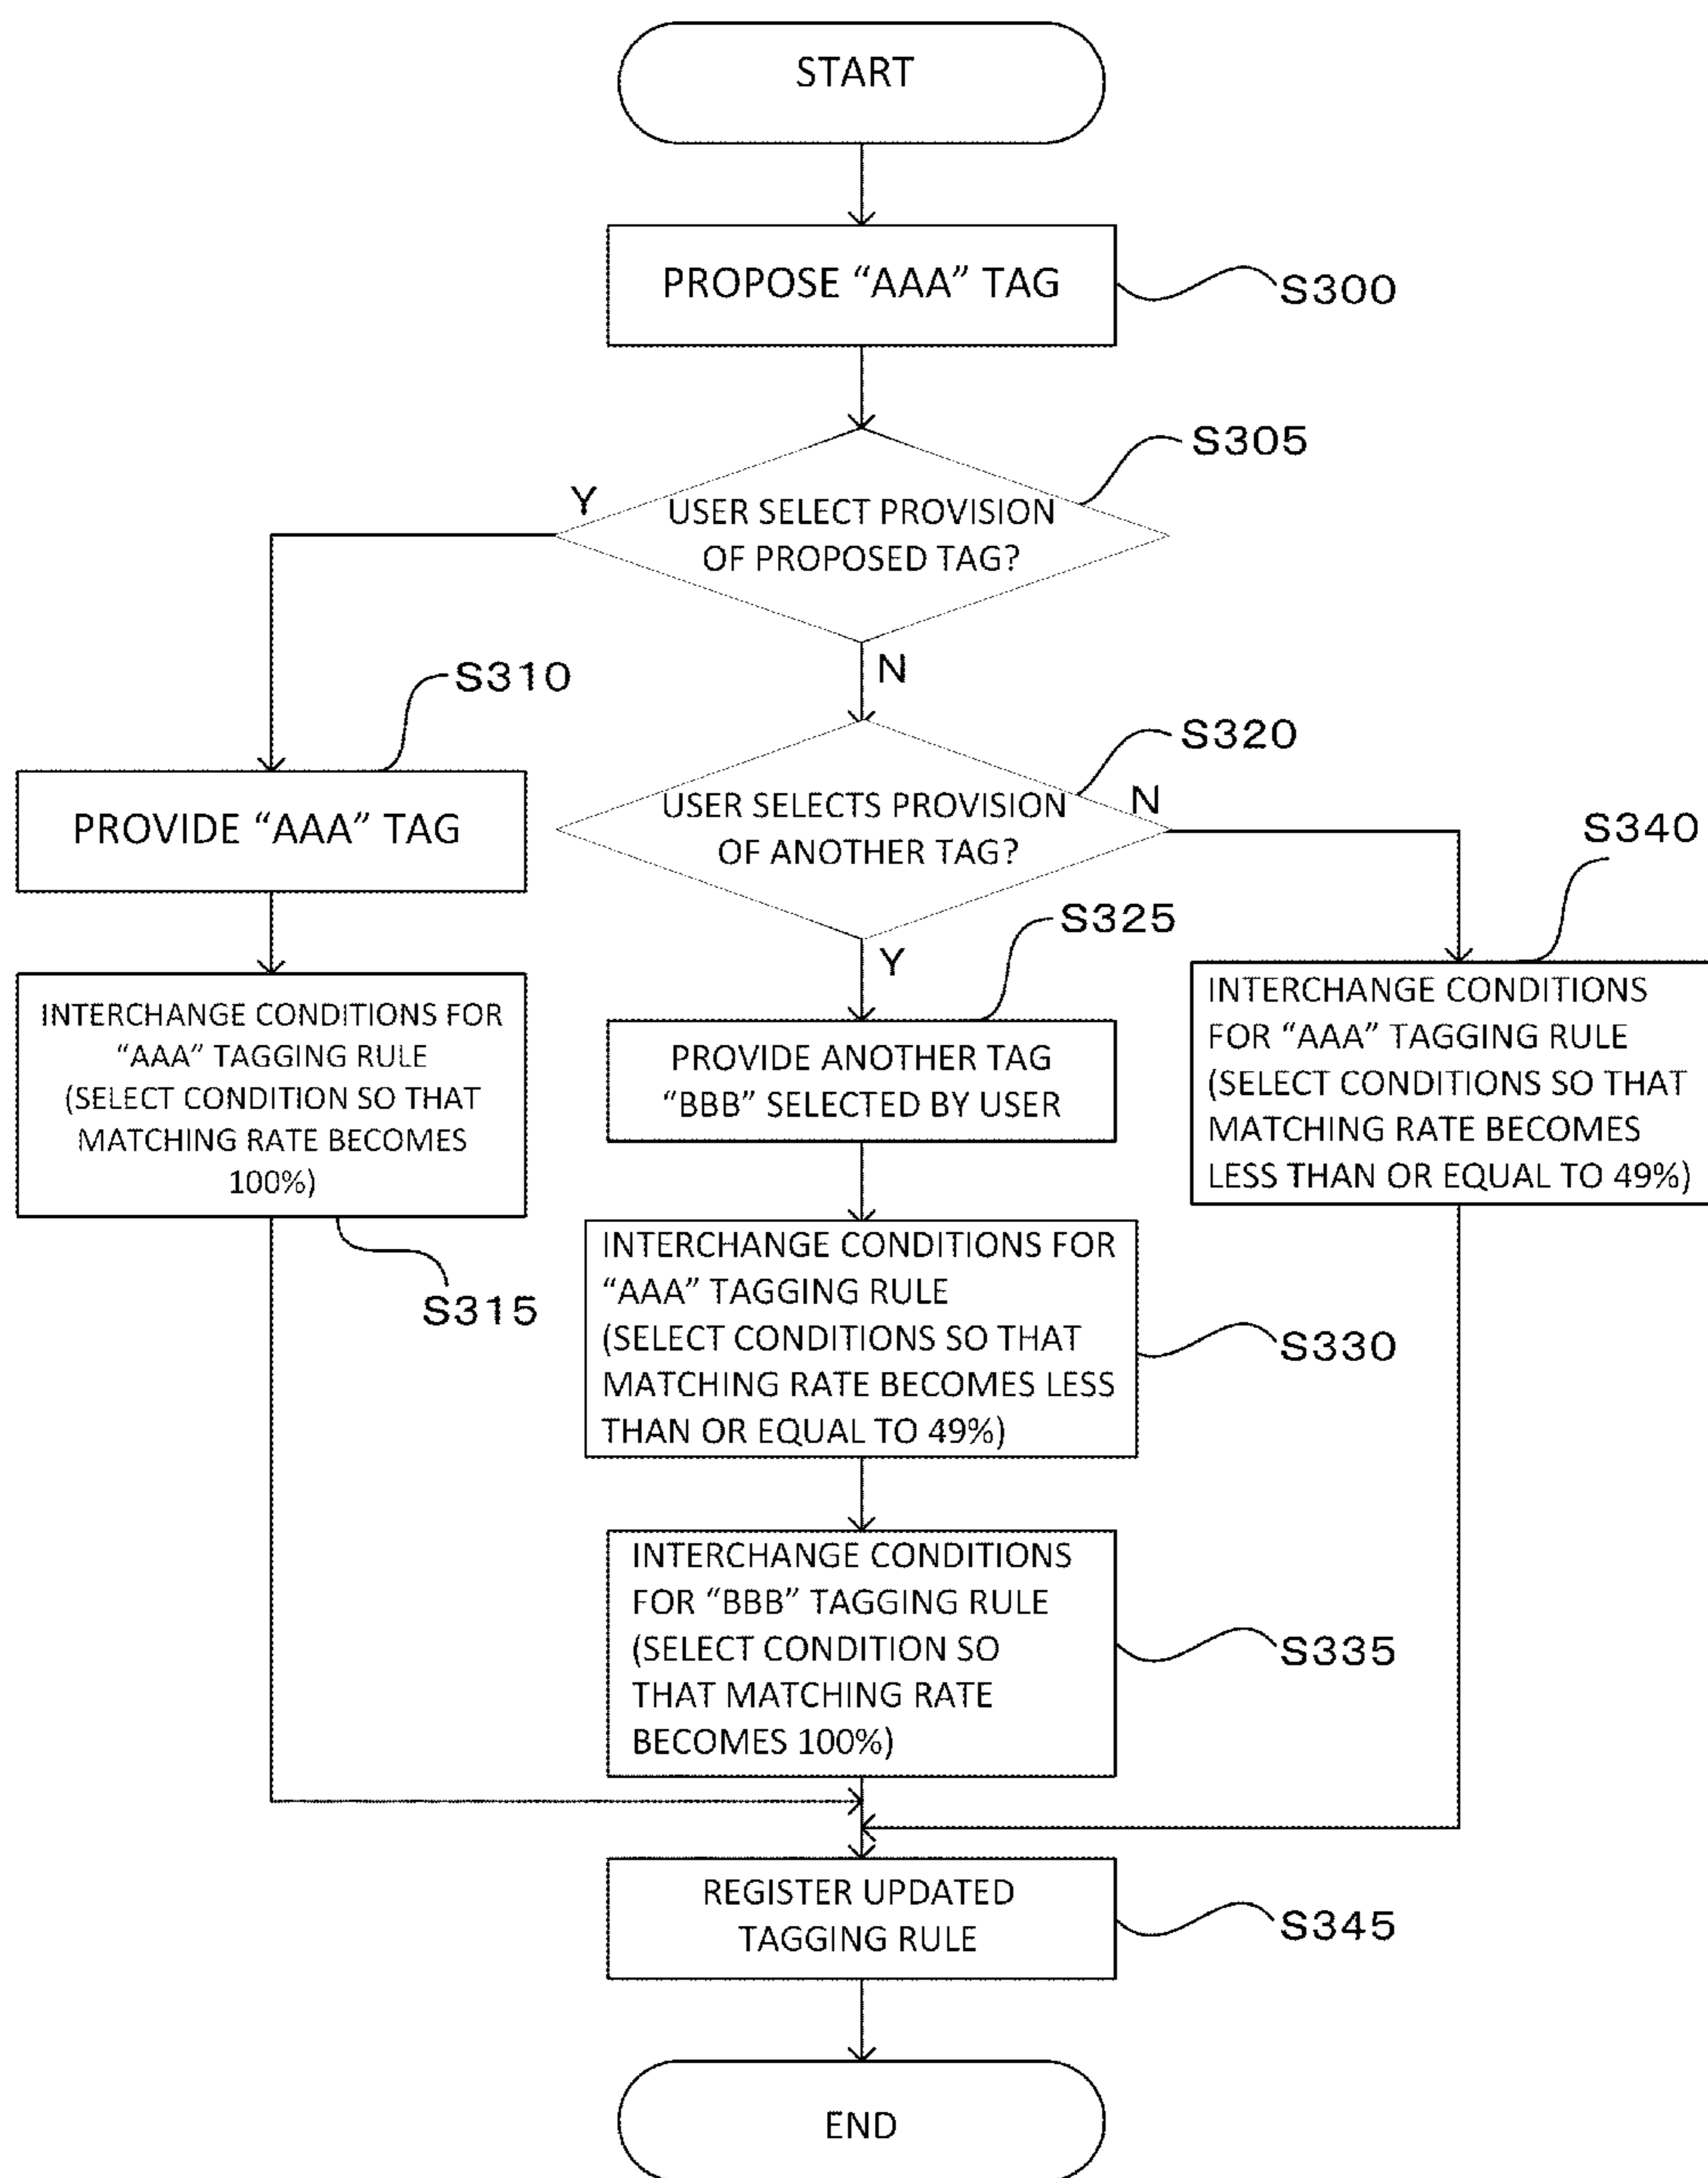 START
PROPOSE “AAA” TAG
S300
S305
Y
USER SELECT PROVISION
OF PROPOSED TAG?
N
S310
PROVIDE “AAA” TAG
S320
USER SELECTS PROVISION
OF ANOTHER TAG?
N
S340
Y
S325
INTERCHANGE CONDITIONS FOR
“AAA” TAGGING RULE
(SELECT CONDITION SO THAT
MATCHING RATE BECOMES
100%)
S315
PROVIDE ANOTHER TAG
“BBB” SELECTED BY USER
INTERCHANGE CONDITIONS
FOR “AAA” TAGGING RULE
(SELECT CONDITIONS SO THAT
MATCHING RATE BECOMES
LESS THAN OR EQUAL TO 49%)
INTERCHANGE CONDITIONS FOR
“AAA” TAGGING RULE
(SELECT CONDITIONS SO THAT
MATCHING RATE BECOMES LESS
THAN OR EQUAL TO 49%)
S330
INTERCHANGE CONDITIONS
FOR “BBB” TAGGING RULE
(SELECT CONDITION SO
THAT MATCHING RATE
BECOMES 100%)
S335
REGISTER UPDATED
TAGGING RULE
S345
END